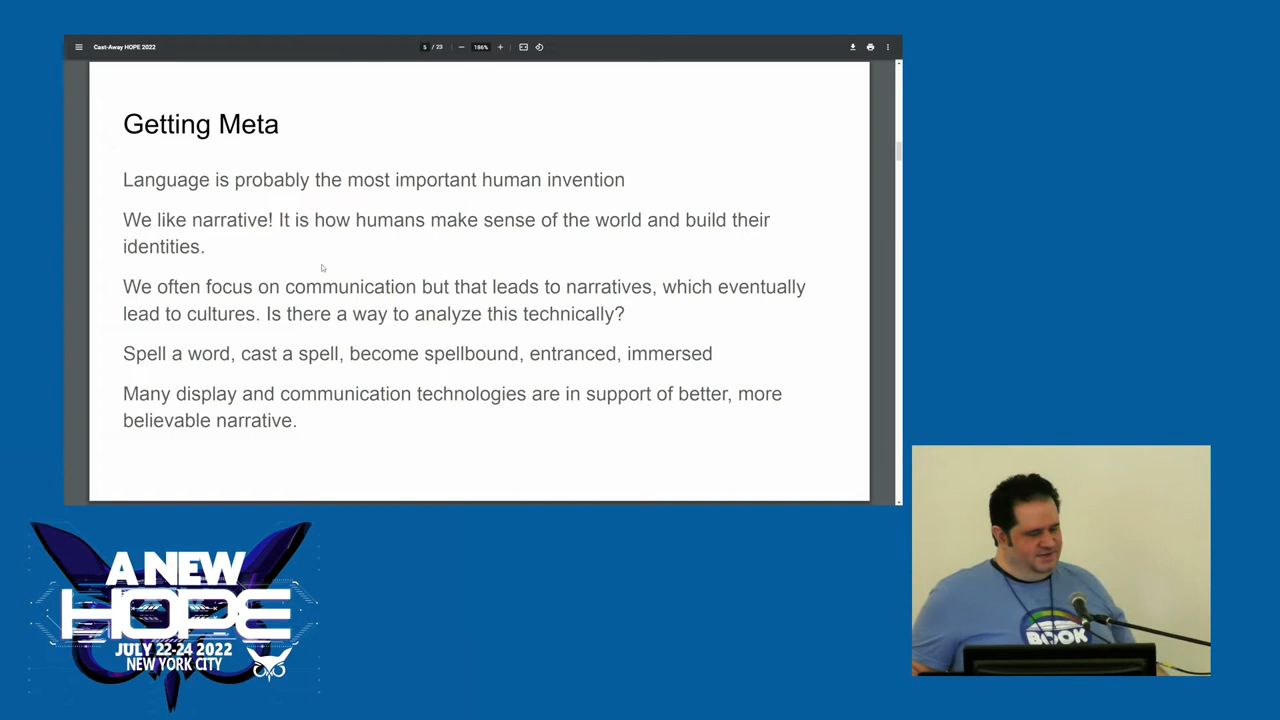 Cast-Away HOPE 2022
5 / 23
186%
Getting Meta
Language is probably the most important human invention
We like narrative! It is how humans make sense of the world and build their
identities.
We often focus on communication but that leads to narratives, which eventually
lead to cultures. Is there a way to analyze this technically?
Spell a word, cast a spell, become spellbound, entranced, immersed
Many display and communication technologies are in support of better, more
believable narrative.
A NEW
HOPE
JULY 22-24 2022
NEW YORK CITY
BOOK